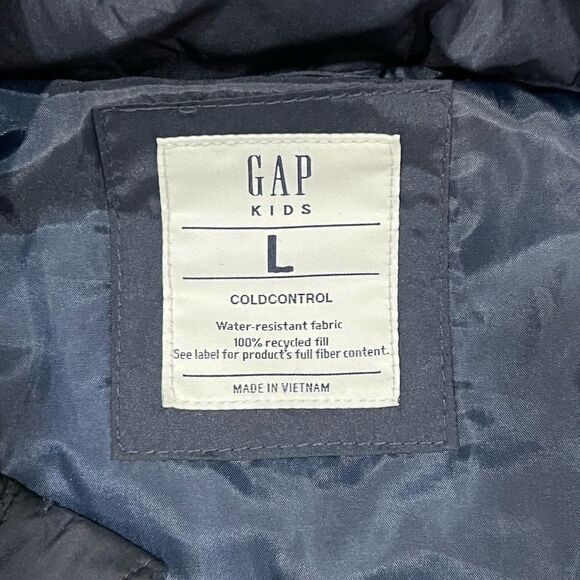 GAP
KIDS
L
COLDCONTROL
Water-resistant fabric
100% recycled fill
See label for product's full fiber content.
MADE IN VIETNAM